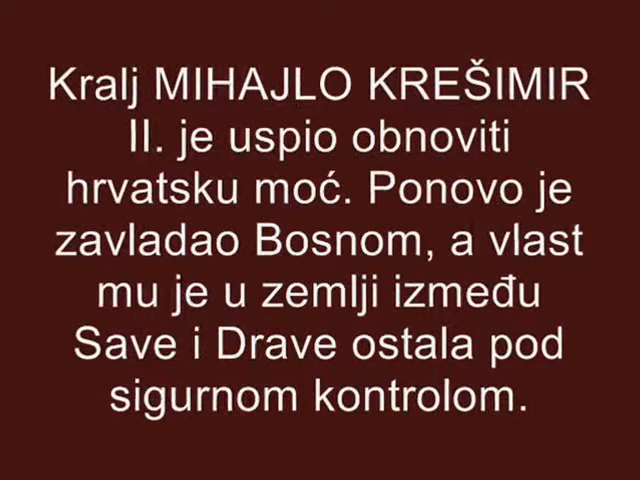 Kralj MIHAJLO KREŠIMIR
II. je uspio obnoviti
hrvatsku moć. Ponovo je
zavladao Bosnom, a vlast
mu je u zemlji između
Save i Drave ostala pod
sigurnom kontrolom.